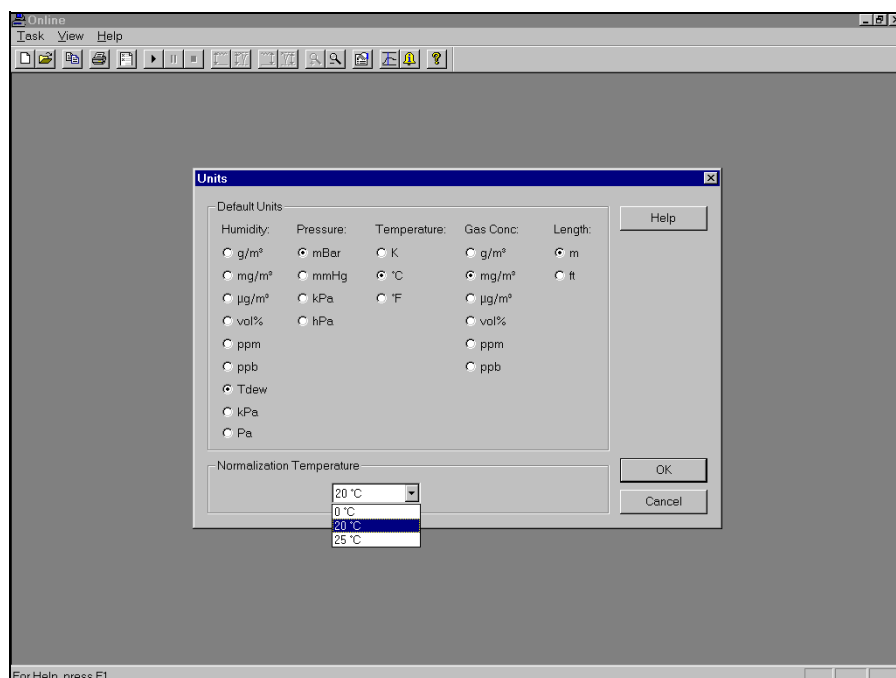 Online
Task View Help
Units
Default Units
Humidity: Pressure: Temperature: Gas Conc: Length:
g/m³ mBar K g/m³ m
mg/m³ mmHg °C mg/m³ ft
µg/m³ kPa °F µg/m³
vol% hPa vol%
ppm ppm
ppb ppb
Tdew
kPa
Pa
Help
Normalization Temperature
20 °C
0 °C
20 °C
25 °C
OK
Cancel
For Help, press F1